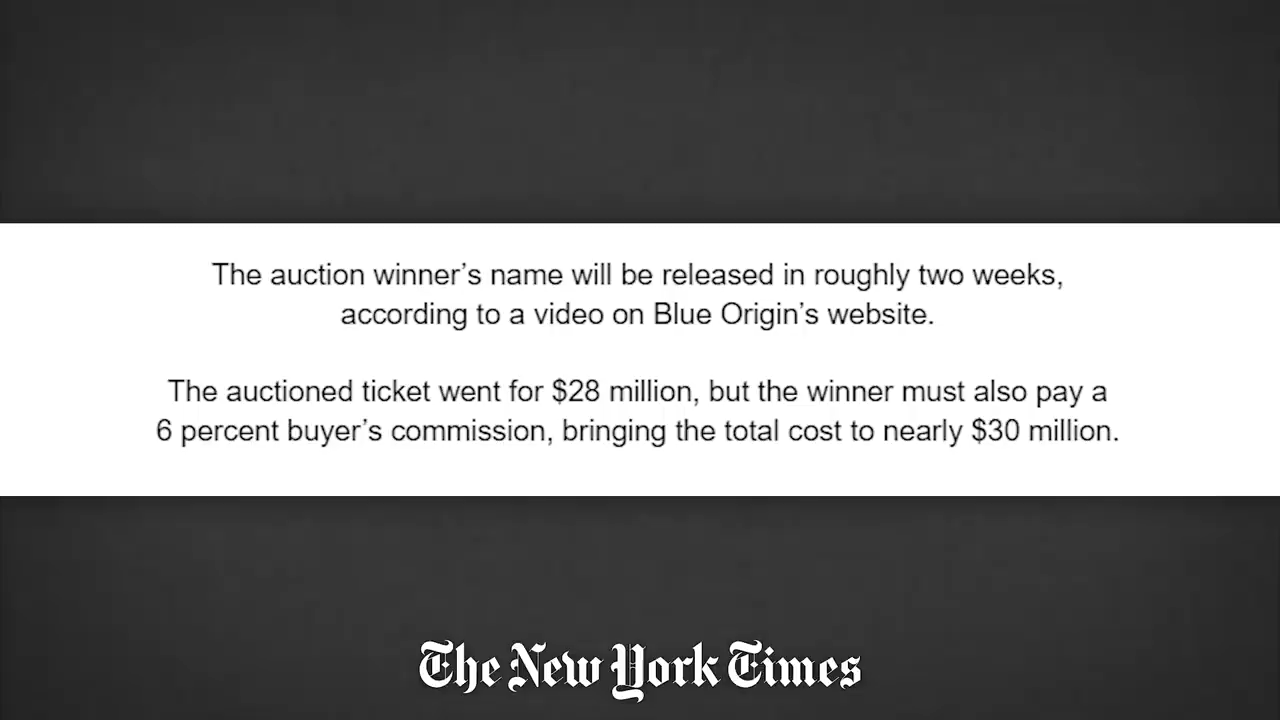 The auction winner’s name will be released in roughly two weeks,
according to a video on Blue Origin’s website.
The auctioned ticket went for $28 million, but the winner must also pay a
6 percent buyer’s commission, bringing the total cost to nearly $30 million.
The New York Times